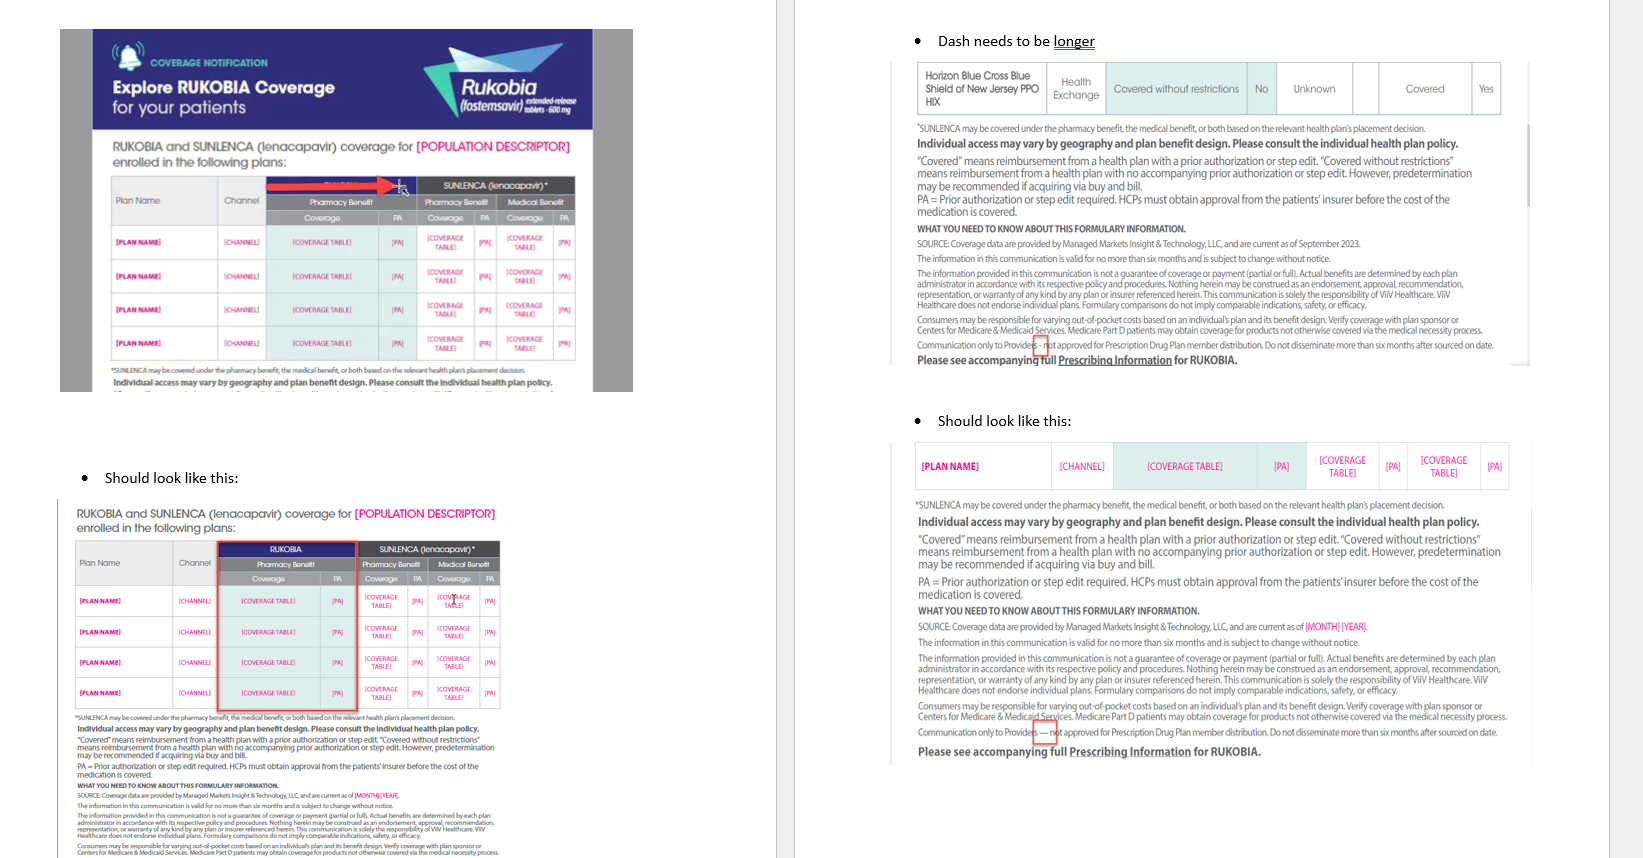 COVERAGE NOTIFICATION
Explore RUKOBIA Coverage
for your patients
Rukobia
(fostemsavir) extended-release
tablets · 600 mg
RUKOBIA and SUNLENCA (lenacapavir) coverage for [POPULATION DESCRIPTOR]
enrolled in the following plans:
SUNLENCA (lenacapavir)*
Plan Name Channel Pharmacy Benefit Pharmacy Benefit Medical Benefit
Coverage PA Coverage PA Coverage PA
[PLAN NAME] [CHANNEL] [COVERAGE TABLE] [PA] [COVERAGE TABLE] [PA] [COVERAGE TABLE] [PA]
[PLAN NAME] [CHANNEL] [COVERAGE TABLE] [PA] [COVERAGE TABLE] [PA] [COVERAGE TABLE] [PA]
[PLAN NAME] [CHANNEL] [COVERAGE TABLE] [PA] [COVERAGE TABLE] [PA] [COVERAGE TABLE] [PA]
[PLAN NAME] [CHANNEL] [COVERAGE TABLE] [PA] [COVERAGE TABLE] [PA] [COVERAGE TABLE] [PA]
*SUNLENCA may be covered under the pharmacy benefit, the medical benefit, or both based on the relevant health plan's placement decision.
Individual access may vary by geography and plan benefit design. Please consult the individual health plan policy.
• Should look like this:
RUKOBIA and SUNLENCA (lenacapavir) coverage for [POPULATION DESCRIPTOR]
enrolled in the following plans:
RUKOBIA SUNLENCA (lenacapavir)*
Plan Name Channel Pharmacy Benefit Pharmacy Benefit Medical Benefit
Coverage PA Coverage PA Coverage PA
[PLAN NAME] [CHANNEL] [COVERAGE TABLE] [PA] [COVERAGE TABLE] [PA] [COVERAGE TABLE] [PA]
[PLAN NAME] [CHANNEL] [COVERAGE TABLE] [PA] [COVERAGE TABLE] [PA] [COVERAGE TABLE] [PA]
[PLAN NAME] [CHANNEL] [COVERAGE TABLE] [PA] [COVERAGE TABLE] [PA] [COVERAGE TABLE] [PA]
[PLAN NAME] [CHANNEL] [COVERAGE TABLE] [PA] [COVERAGE TABLE] [PA] [COVERAGE TABLE] [PA]
*SUNLENCA may be covered under the pharmacy benefit, the medical benefit, or both based on the relevant health plan's placement decision.
Individual access may vary by geography and plan benefit design. Please consult the individual health plan policy.
"Covered" means reimbursement from a health plan with a prior authorization or step edit. "Covered without restrictions"
means reimbursement from a health plan with no accompanying prior authorization or step edit. However, predetermination
may be recommended if acquiring via buy and bill.
PA = Prior authorization or step edit required. HCPs must obtain approval from the patients' insurer before the cost of the
medication is covered.
WHAT YOU NEED TO KNOW ABOUT THIS FORMULARY INFORMATION.
SOURCE: Coverage data are provided by Managed Markets Insight & Technology, LLC, and are current as of [MONTH] [YEAR].
The information in this communication is valid for no more than six months and is subject to change without notice.
The information provided in this communication is not a guarantee of coverage or payment (partial or full). Actual benefits are determined by each plan
administrator in accordance with its respective policy and procedures. Nothing herein may be construed as an endorsement, approval, recommendation,
representation, or warranty of any kind by any plan or insurer referenced herein. This communication is solely the responsibility of ViiV Healthcare. ViiV
Healthcare does not endorse individual plans. Formulary comparisons do not imply comparable indications, safety, or efficacy.
Consumers may be responsible for varying out-of-pocket costs based on an individual's plan and its benefit design. Verify coverage with plan sponsor or
Centers for Medicare & Medicaid Services. Medicare Part D patients may obtain coverage for products not otherwise covered via the medical necessity process.
• Dash needs to be longer
Horizon Blue Cross Blue
Shield of New Jersey PPO
HIX
Health
Exchange
Covered without restrictions No Unknown Covered Yes
*SUNLENCA may be covered under the pharmacy benefit, the medical benefit, or both based on the relevant health plan's placement decision.
Individual access may vary by geography and plan benefit design. Please consult the individual health plan policy.
"Covered" means reimbursement from a health plan with a prior authorization or step edit. "Covered without restrictions"
means reimbursement from a health plan with no accompanying prior authorization or step edit. However, predetermination
may be recommended if acquiring via buy and bill.
PA = Prior authorization or step edit required. HCPs must obtain approval from the patients' insurer before the cost of the
medication is covered.
WHAT YOU NEED TO KNOW ABOUT THIS FORMULARY INFORMATION.
SOURCE: Coverage data are provided by Managed Markets Insight & Technology, LLC, and are current as of September 2023.
The information in this communication is valid for no more than six months and is subject to change without notice.
The information provided in this communication is not a guarantee of coverage or payment (partial or full). Actual benefits are determined by each plan
administrator in accordance with its respective policy and procedures. Nothing herein may be construed as an endorsement, approval, recommendation,
representation, or warranty of any kind by any plan or insurer referenced herein. This communication is solely the responsibility of ViiV Healthcare. ViiV
Healthcare does not endorse individual plans. Formulary comparisons do not imply comparable indications, safety, or efficacy.
Consumers may be responsible for varying out-of-pocket costs based on an individual's plan and its benefit design. Verify coverage with plan sponsor or
Centers for Medicare & Medicaid Services. Medicare Part D patients may obtain coverage for products not otherwise covered via the medical necessity process.
Communication only to Providers - not approved for Prescription Drug Plan member distribution. Do not disseminate more than six months after sourced on date.
Please see accompanying full Prescribing Information for RUKOBIA.
• Should look like this:
[PLAN NAME] [CHANNEL] [COVERAGE TABLE] [PA] [COVERAGE TABLE] [PA] [COVERAGE TABLE] [PA]
*SUNLENCA may be covered under the pharmacy benefit, the medical benefit, or both based on the relevant health plan's placement decision.
Individual access may vary by geography and plan benefit design. Please consult the individual health plan policy.
"Covered" means reimbursement from a health plan with a prior authorization or step edit. "Covered without restrictions"
means reimbursement from a health plan with no accompanying prior authorization or step edit. However, predetermination
may be recommended if acquiring via buy and bill.
PA = Prior authorization or step edit required. HCPs must obtain approval from the patients' insurer before the cost of the
medication is covered.
WHAT YOU NEED TO KNOW ABOUT THIS FORMULARY INFORMATION.
SOURCE: Coverage data are provided by Managed Markets Insight & Technology, LLC, and are current as of [MONTH] [YEAR].
The information in this communication is valid for no more than six months and is subject to change without notice.
The information provided in this communication is not a guarantee of coverage or payment (partial or full). Actual benefits are determined by each plan
administrator in accordance with its respective policy and procedures. Nothing herein may be construed as an endorsement, approval, recommendation,
representation, or warranty of any kind by any plan or insurer referenced herein. This communication is solely the responsibility of ViiV Healthcare. ViiV
Healthcare does not endorse individual plans. Formulary comparisons do not imply comparable indications, safety, or efficacy.
Consumers may be responsible for varying out-of-pocket costs based on an individual's plan and its benefit design. Verify coverage with plan sponsor or
Centers for Medicare & Medicaid Services. Medicare Part D patients may obtain coverage for products not otherwise covered via the medical necessity process.
Communication only to Providers — not approved for Prescription Drug Plan member distribution. Do not disseminate more than six months after sourced on date.
Please see accompanying full Prescribing Information for RUKOBIA.